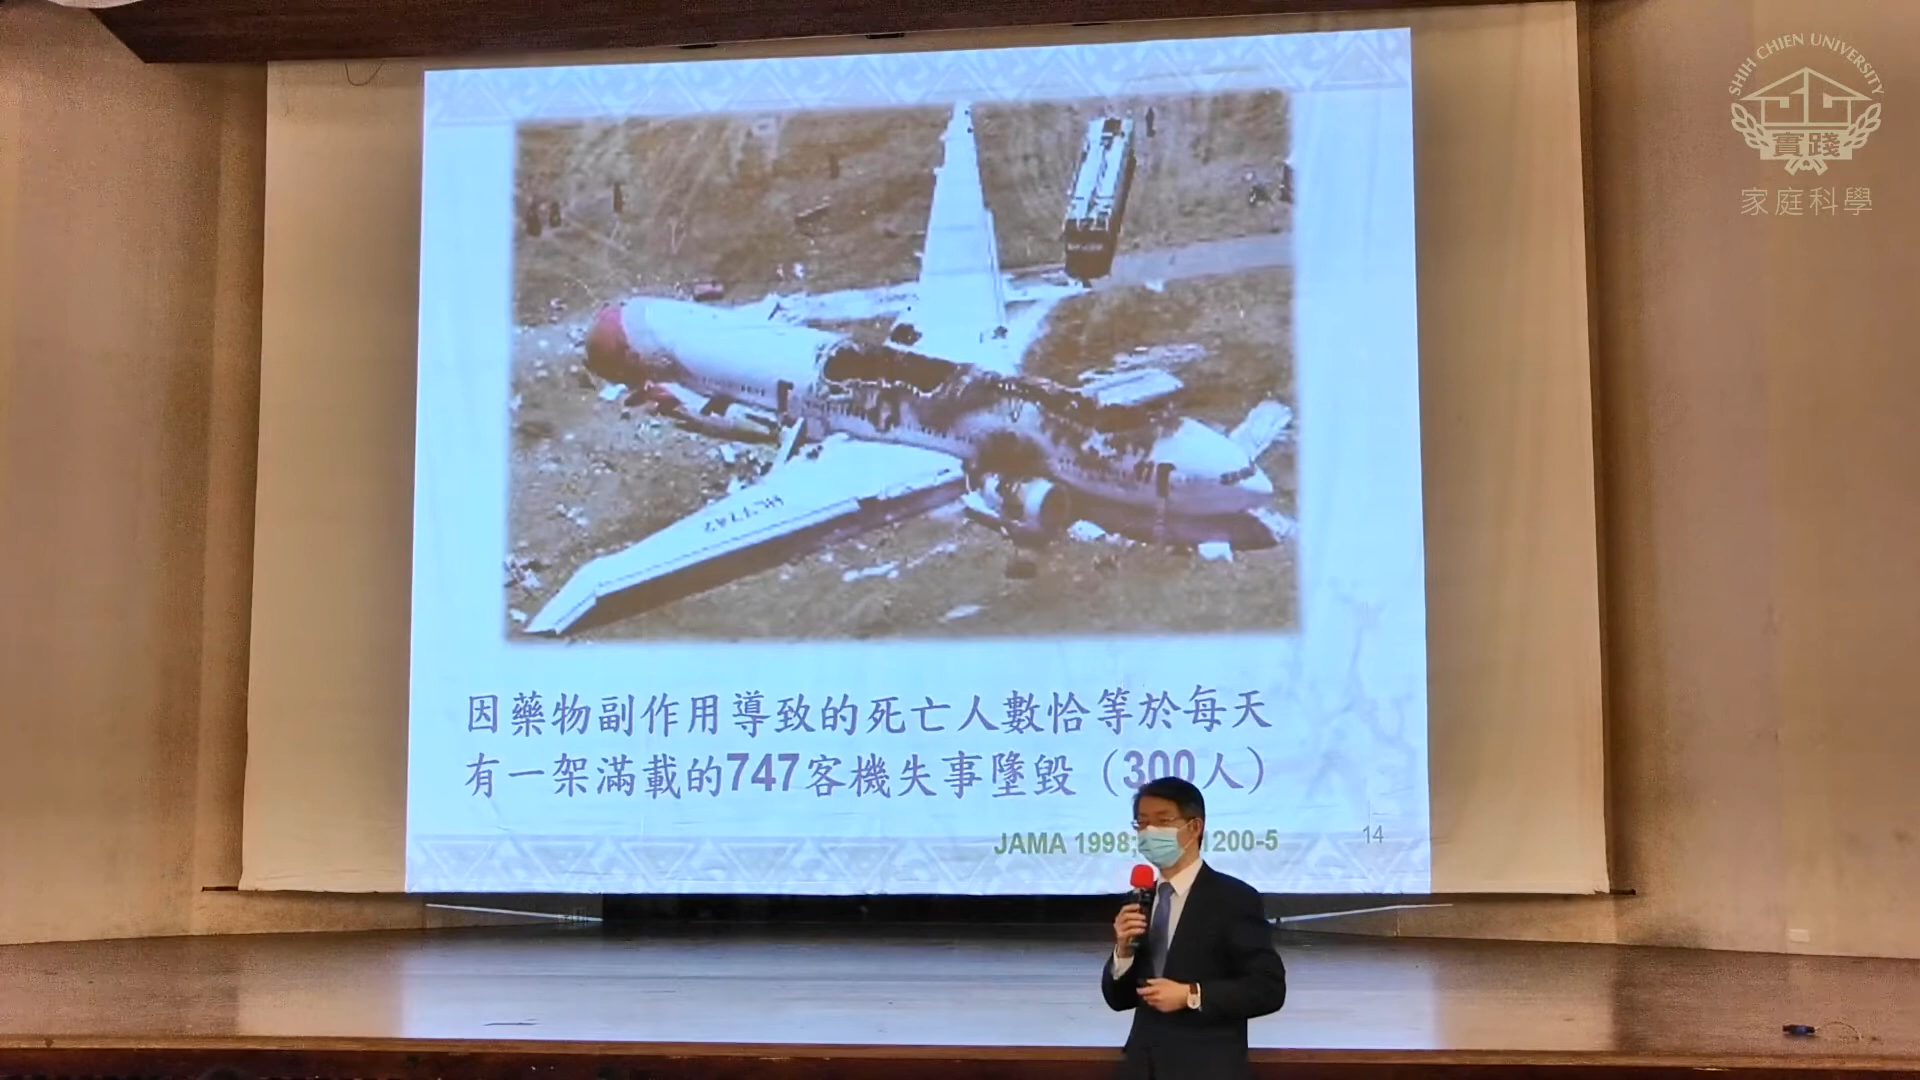 SHIH CHIEN UNIVERSITY
實踐
家庭科學
HL7742
因藥物副作用導致的死亡人數恰等於每天
有一架滿載的747客機失事墜毀（300人）
JAMA 1998; 1200-5
14